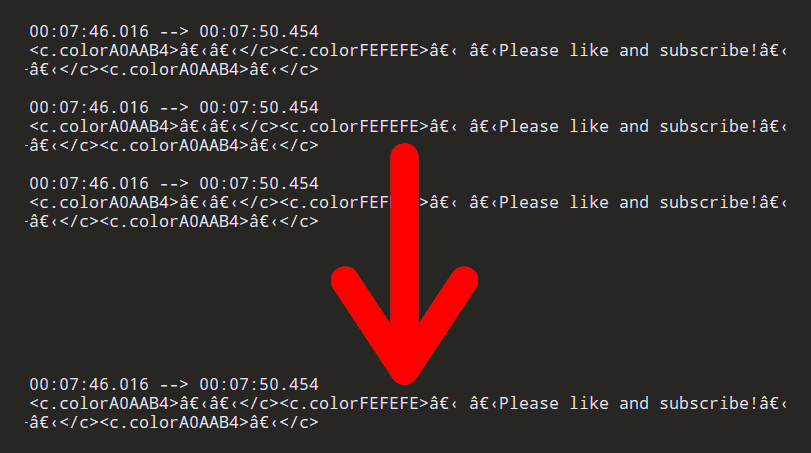 00:07:46.016 --> 00:07:50.454
<c.colorA0AAB4>â€‹â€‹</c><c.colorFEFEFE>â€‹ â€‹Please like and subscribe!â€‹
â€‹</c><c.colorA0AAB4>â€‹</c>
00:07:46.016 --> 00:07:50.454
<c.colorA0AAB4>â€‹â€‹</c><c.colorFEFEFE>â€‹ â€‹Please like and subscribe!â€‹
â€‹</c><c.colorA0AAB4>â€‹</c>
00:07:46.016 --> 00:07:50.454
<c.colorA0AAB4>â€‹â€‹</c><c.colorFEF   >â€‹ â€‹Please like and subscribe!â€‹
â€‹</c><c.colorA0AAB4>â€‹</c>
00:07:46.016 --> 00:07:50.454
<c.colorA0AAB4>â€‹â€‹</c><c.colorFEFEFE>â€‹ â€‹Please like and subscribe!â€‹
â€‹</c><c.colorA0AAB4>â€‹</c>